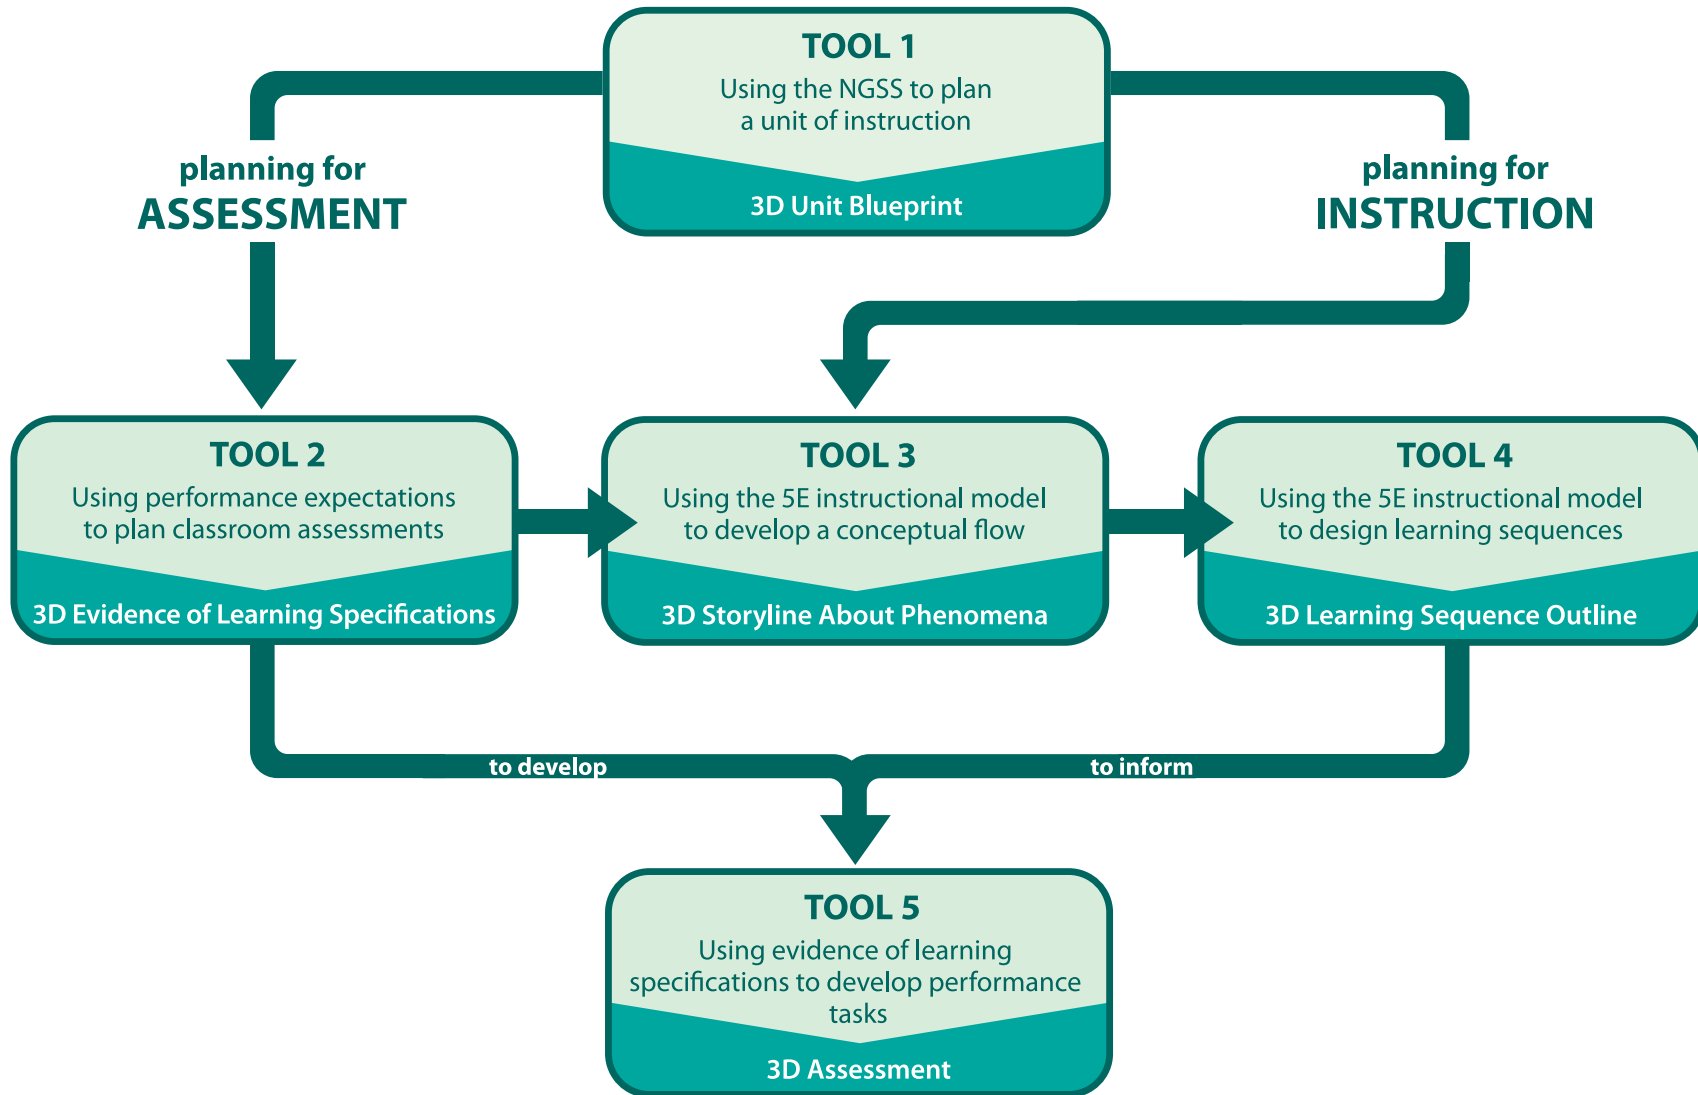 TOOL 1
Using the NGSS to plan
a unit of instruction
3D Unit Blueprint
planning for
ASSESSMENT
planning for
INSTRUCTION
TOOL 2
Using performance expectations
to plan classroom assessments
3D Evidence of Learning Specifications
TOOL 3
Using the 5E instructional model
to develop a conceptual flow
3D Storyline About Phenomena
TOOL 4
Using the 5E instructional model
to design learning sequences
3D Learning Sequence Outline
to develop
to inform
TOOL 5
Using evidence of learning
specifications to develop performance
tasks
3D Assessment